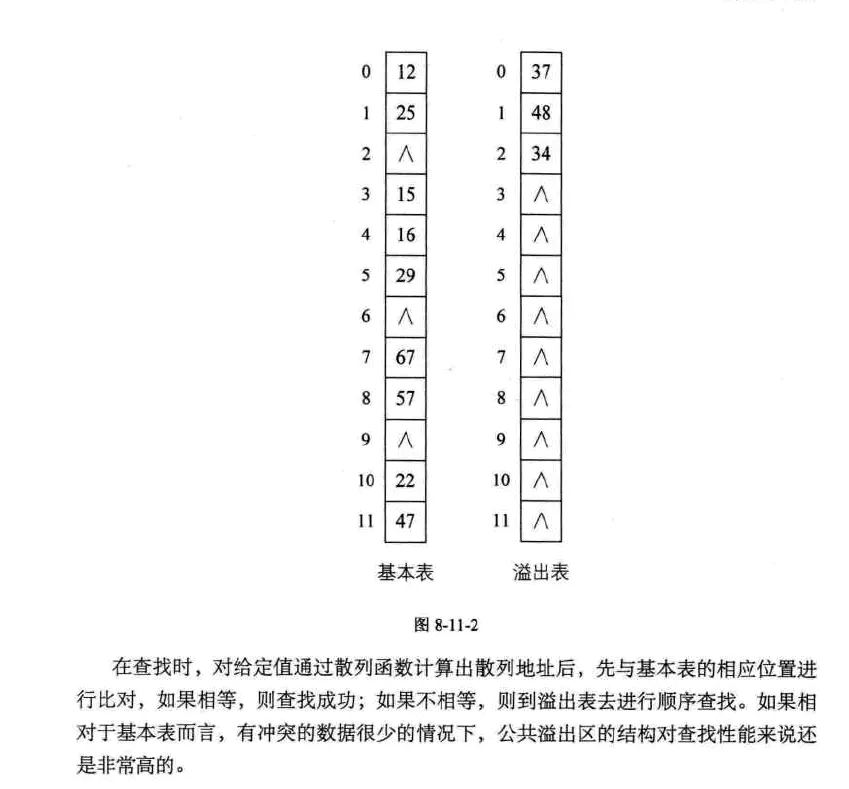 0 12 0 37
1 25 1 48
2 ∧ 2 34
3 15 3 ∧
4 16 4 ∧
5 29 5 ∧
6 ∧ 6 ∧
7 67 7 ∧
8 57 8 ∧
9 ∧ 9 ∧
10 22 10 ∧
11 47 11 ∧
基本表 溢出表
图 8-11-2
在查找时，对给定值通过散列函数计算出散列地址后，先与基本表的相应位置进
行比对，如果相等，则查找成功；如果不相等，则到溢出表去进行顺序查找。如果相
对于基本表而言，有冲突的数据很少的情况下，公共溢出区的结构对查找性能来说还
是非常高的。